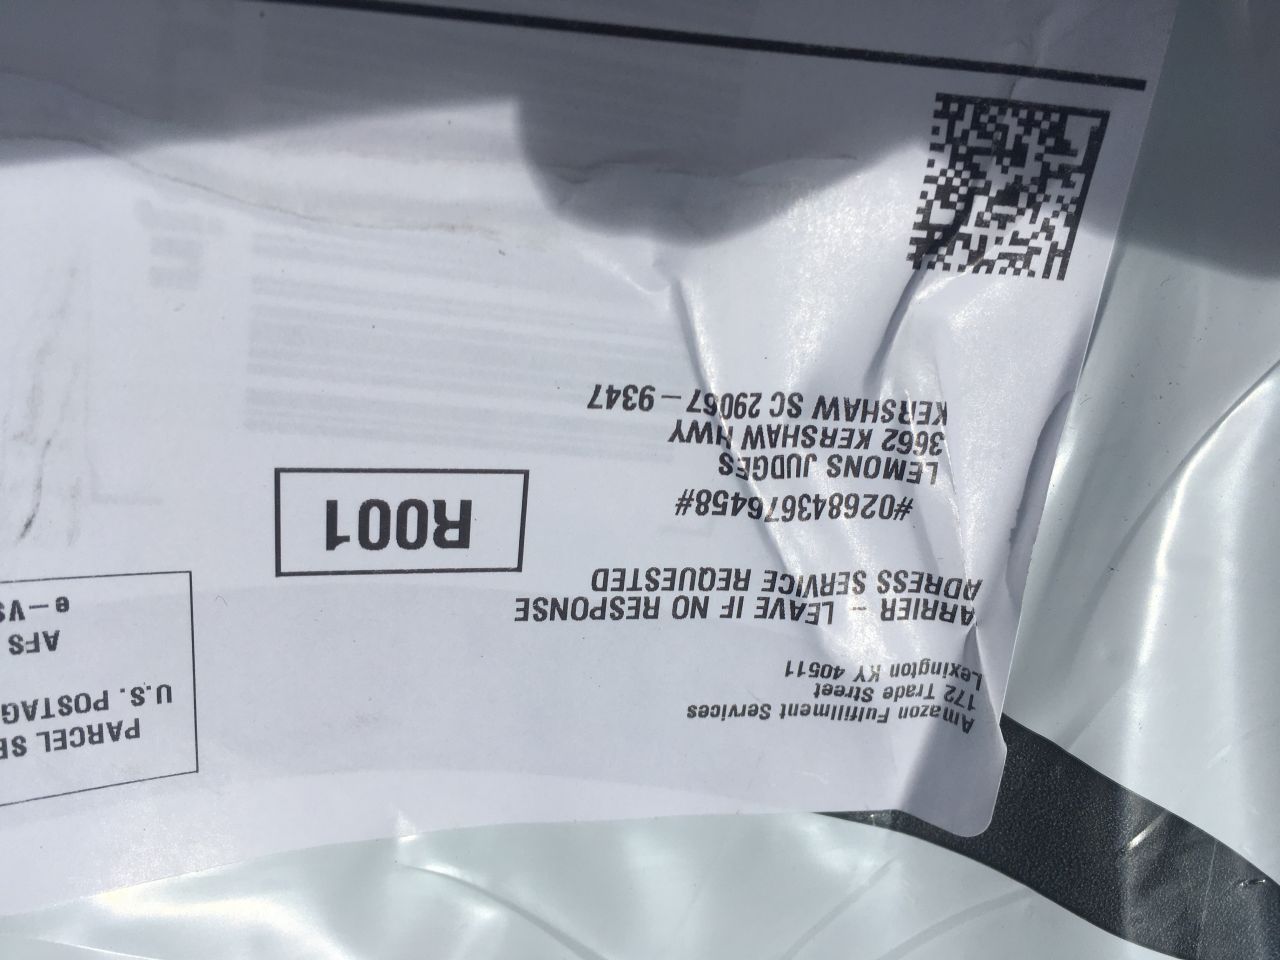 Amazon Fulfillment Services
172 Trade Street
Lexington KY 40511
PARCEL SE
U.S. POSTAG
AFS
e-VS
ARRIER - LEAVE IF NO RESPONSE
ADRESS SERVICE REQUESTED
R001
#026843676458#
LEMONS JUDGES
3662 KERSHAW HWY
KERSHAW SC 29067-9347